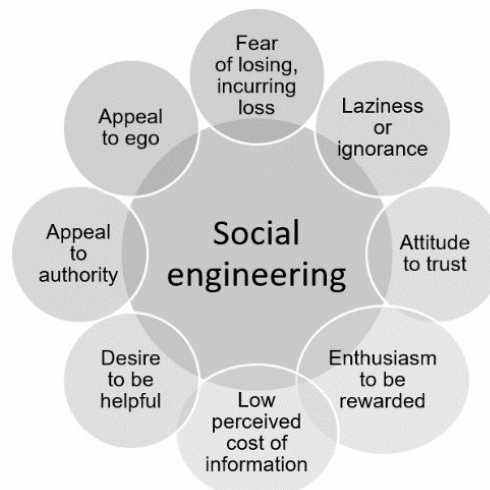 Fear
of losing,
incurring
loss
Laziness
or
ignorance
Attitude
to trust
Enthusiasm
to be
rewarded
Low
perceived
cost of
information
Desire
to be
helpful
Appeal
to
authority
Appeal
to ego
Social
engineering